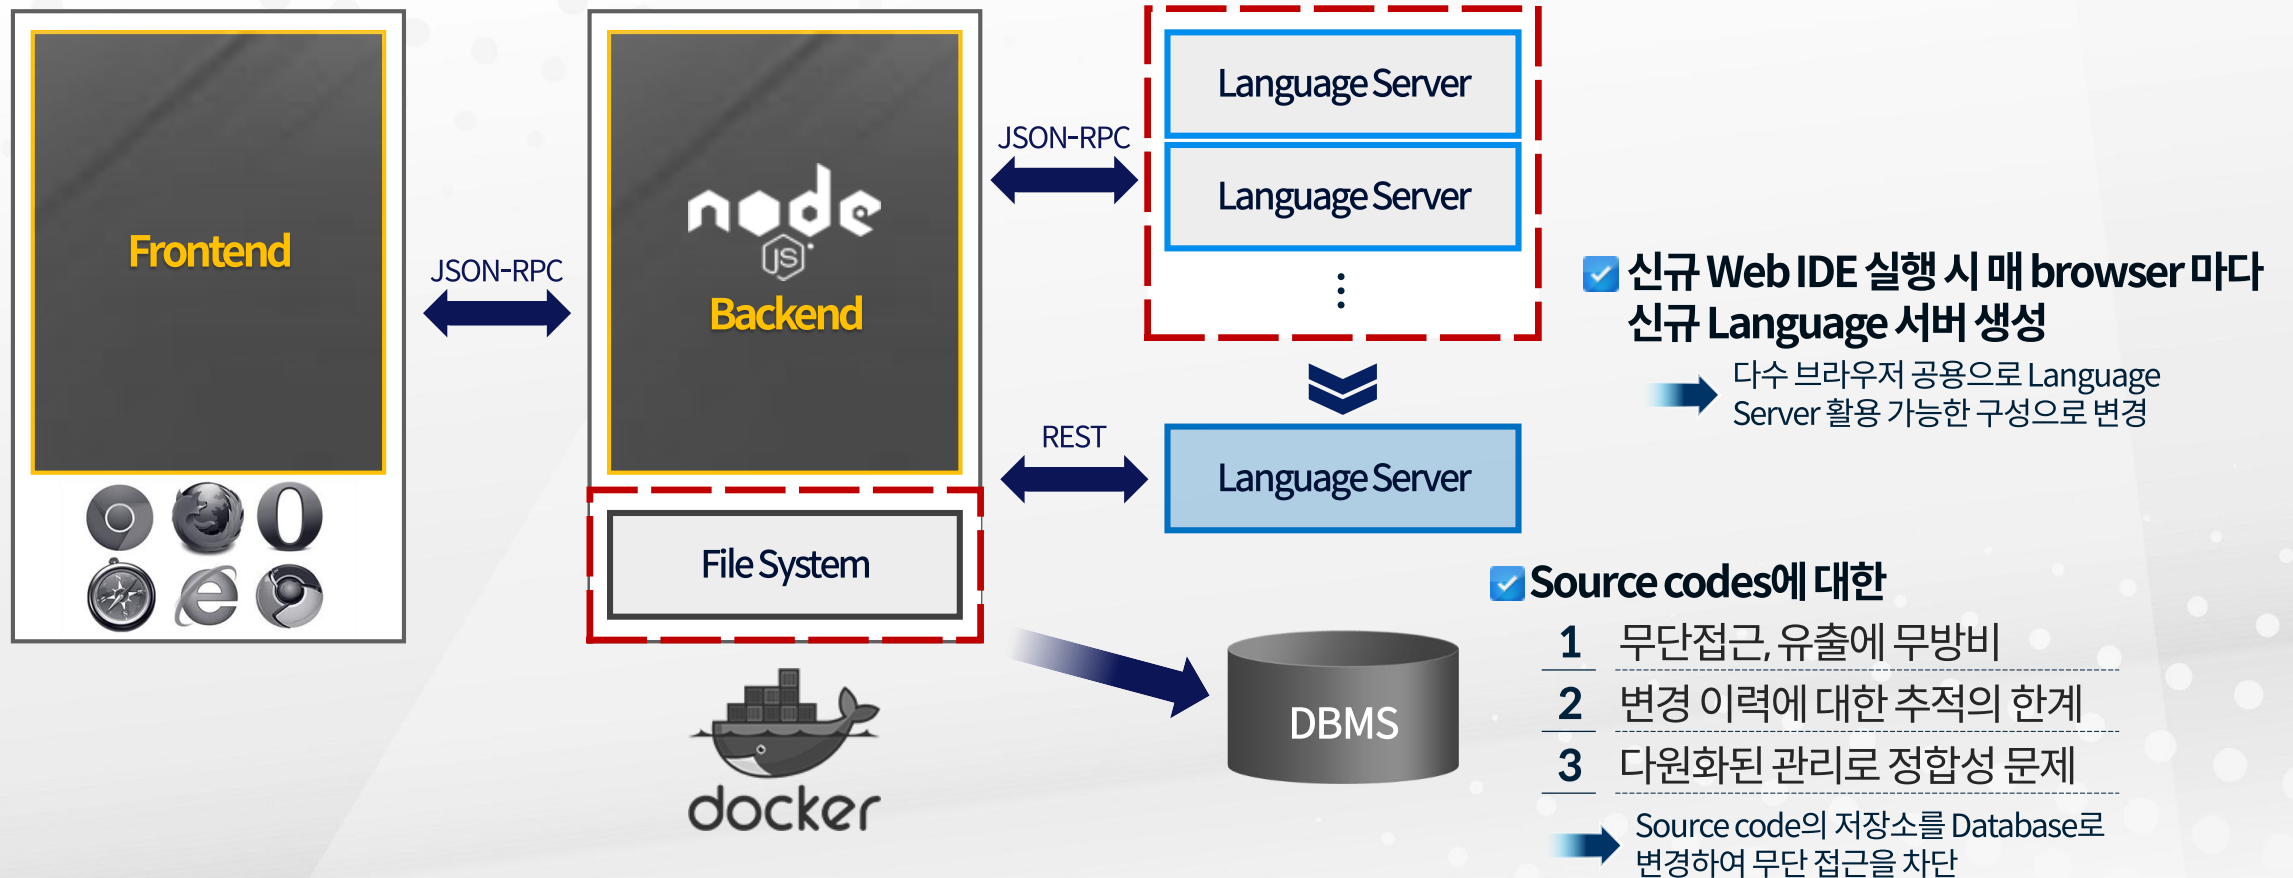 Frontend
JSON-RPC
node
JS
Backend
File System
docker
JSON-RPC
Language Server
Language Server
⋮
REST
Language Server
DBMS
신규 Web IDE 실행 시 매 browser 마다
신규 Language 서버 생성
다수 브라우저 공용으로 Language
Server 활용 가능한 구성으로 변경
Source codes에 대한
1 무단접근, 유출에 무방비
2 변경 이력에 대한 추적의 한계
3 다원화된 관리로 정합성 문제
Source code의 저장소를 Database로
변경하여 무단 접근을 차단